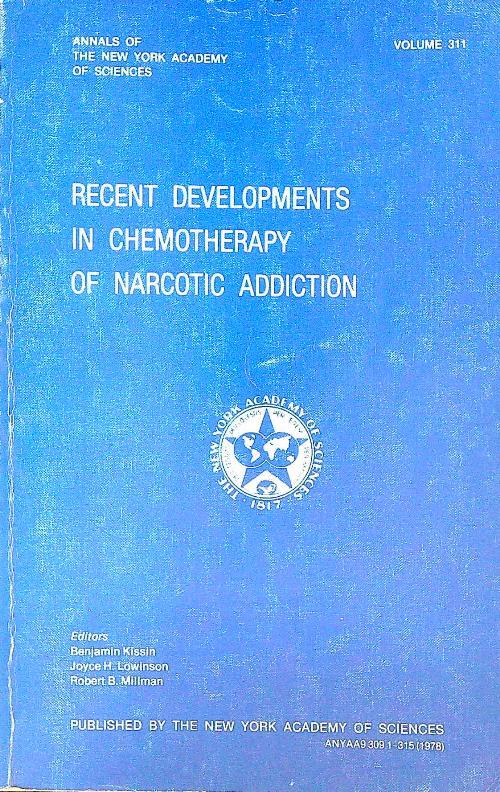 ANNALS OF
THE NEW YORK ACADEMY
OF SCIENCES
VOLUME 311
RECENT DEVELOPMENTS
IN CHEMOTHERAPY
OF NARCOTIC ADDICTION
THE NEW YORK ACADEMY OF SCIENCES
1817
Editors
Benjamin Kissin
Joyce H. Lowinson
Robert B. Millman
PUBLISHED BY THE NEW YORK ACADEMY OF SCIENCES
ANYAA9 309 1-315 (1978)